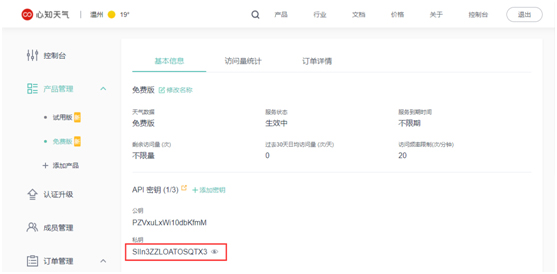 心知天气 温州 19° 产品 行业 文档 价格 关于 控制台 退出
控制台
产品管理
试用版
免费版
+ 添加产品
认证升级
成员管理
订单管理
基本信息 访问量统计 订单详情
免费版 修改名称
天气数据 服务状态 服务到期时间
免费版 生效中 不限期
剩余访问量 (次) 过去30天日均访问量 (次/天) 访问频率限制(次/分钟)
不限量 0 20
API 密钥 (1/3) + 添加密钥
公钥
PZVxuLxWi10dbKfmM
私钥
SIIn3ZZLOATOSQTX3